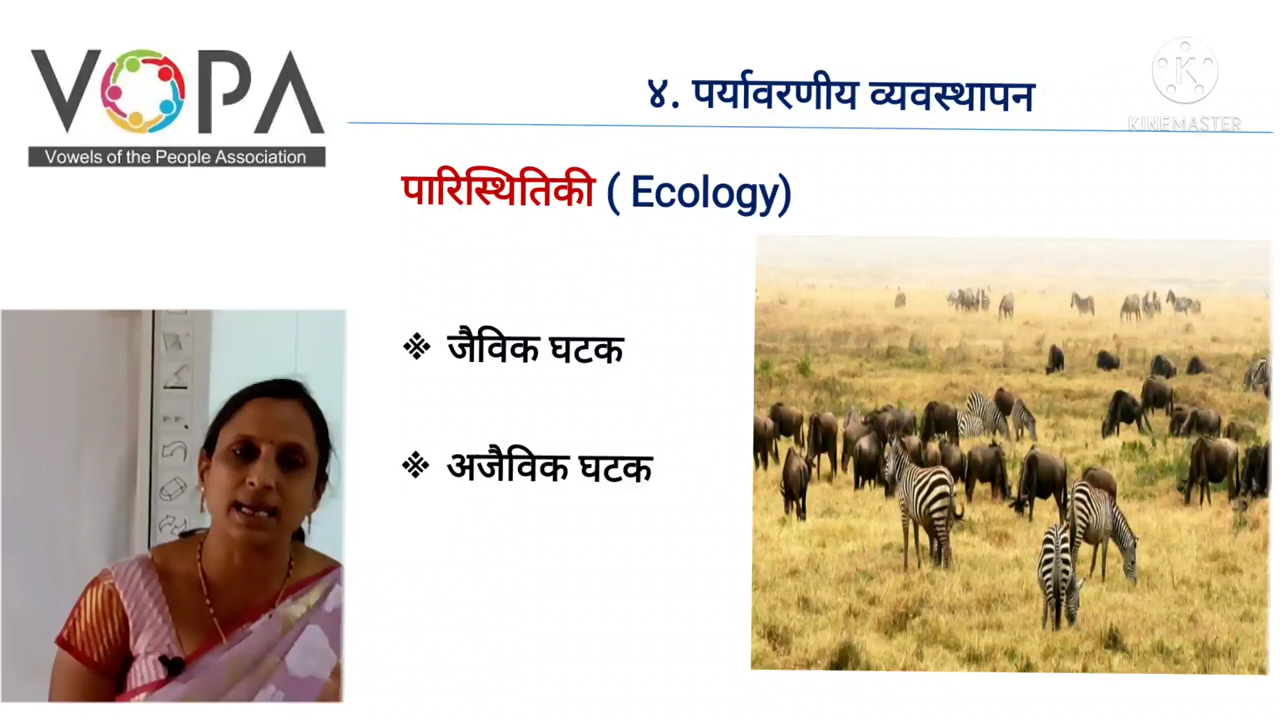 VOPA
Vowels of the People Association
४. पर्यावरणीय व्यवस्थापन
KINEMASTER
पारिस्थितिकी ( Ecology)
❖ जैविक घटक
❖ अजैविक घटक